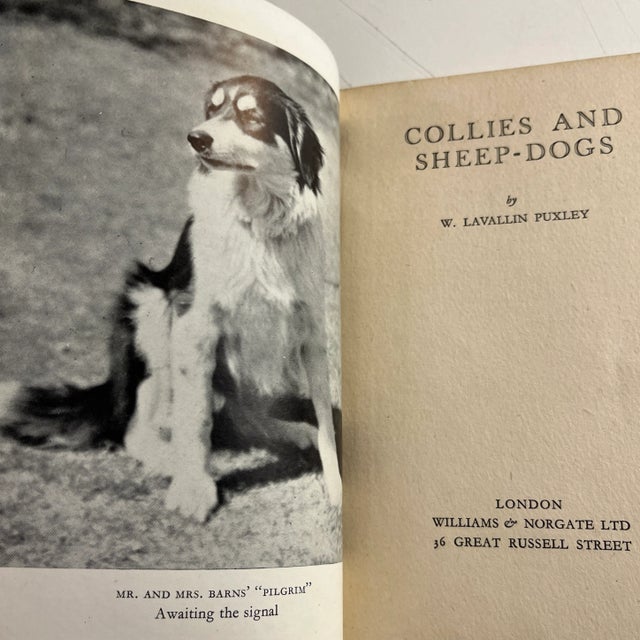 MR. AND MRS. BARNS' "PILGRIM"
Awaiting the signal
COLLIES AND
SHEEP-DOGS
by
W. LAVALLIN PUXLEY
LONDON
WILLIAMS & NORGATE LTD
36 GREAT RUSSELL STREET